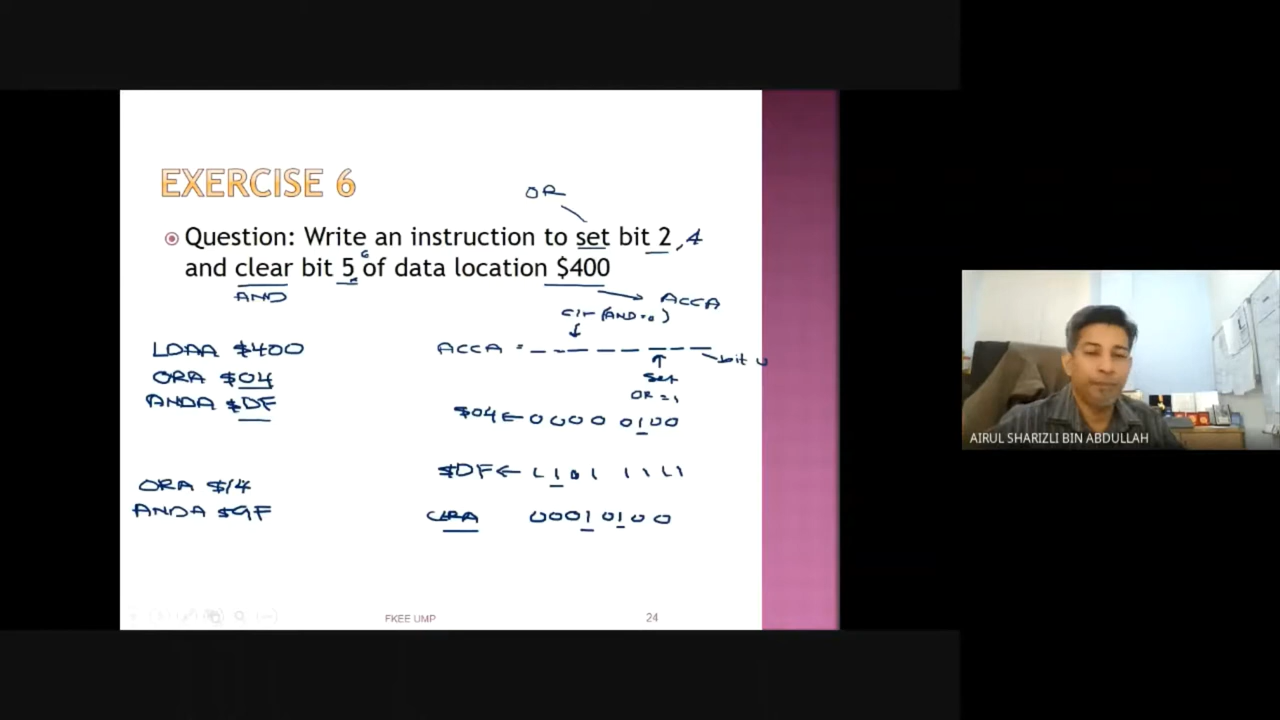 EXERCISE 6
OR
Question: Write an instruction to set bit 2 , 4
and clear bit 5, 6 of data location $400
AND
ACCA
clr (AND=0)
LDAA $400
ACCA = _ _ _ _ _ _ _ _
bit 0
ORA $04
set
ANDA $DF
OR = 1
$04 ← 0000 0100
$DF ← 1101 1111
ORA $14
ANDA $9F
ORA 00010100
FKEE UMP
24
AIRUL SHARIZLI BIN ABDULLAH